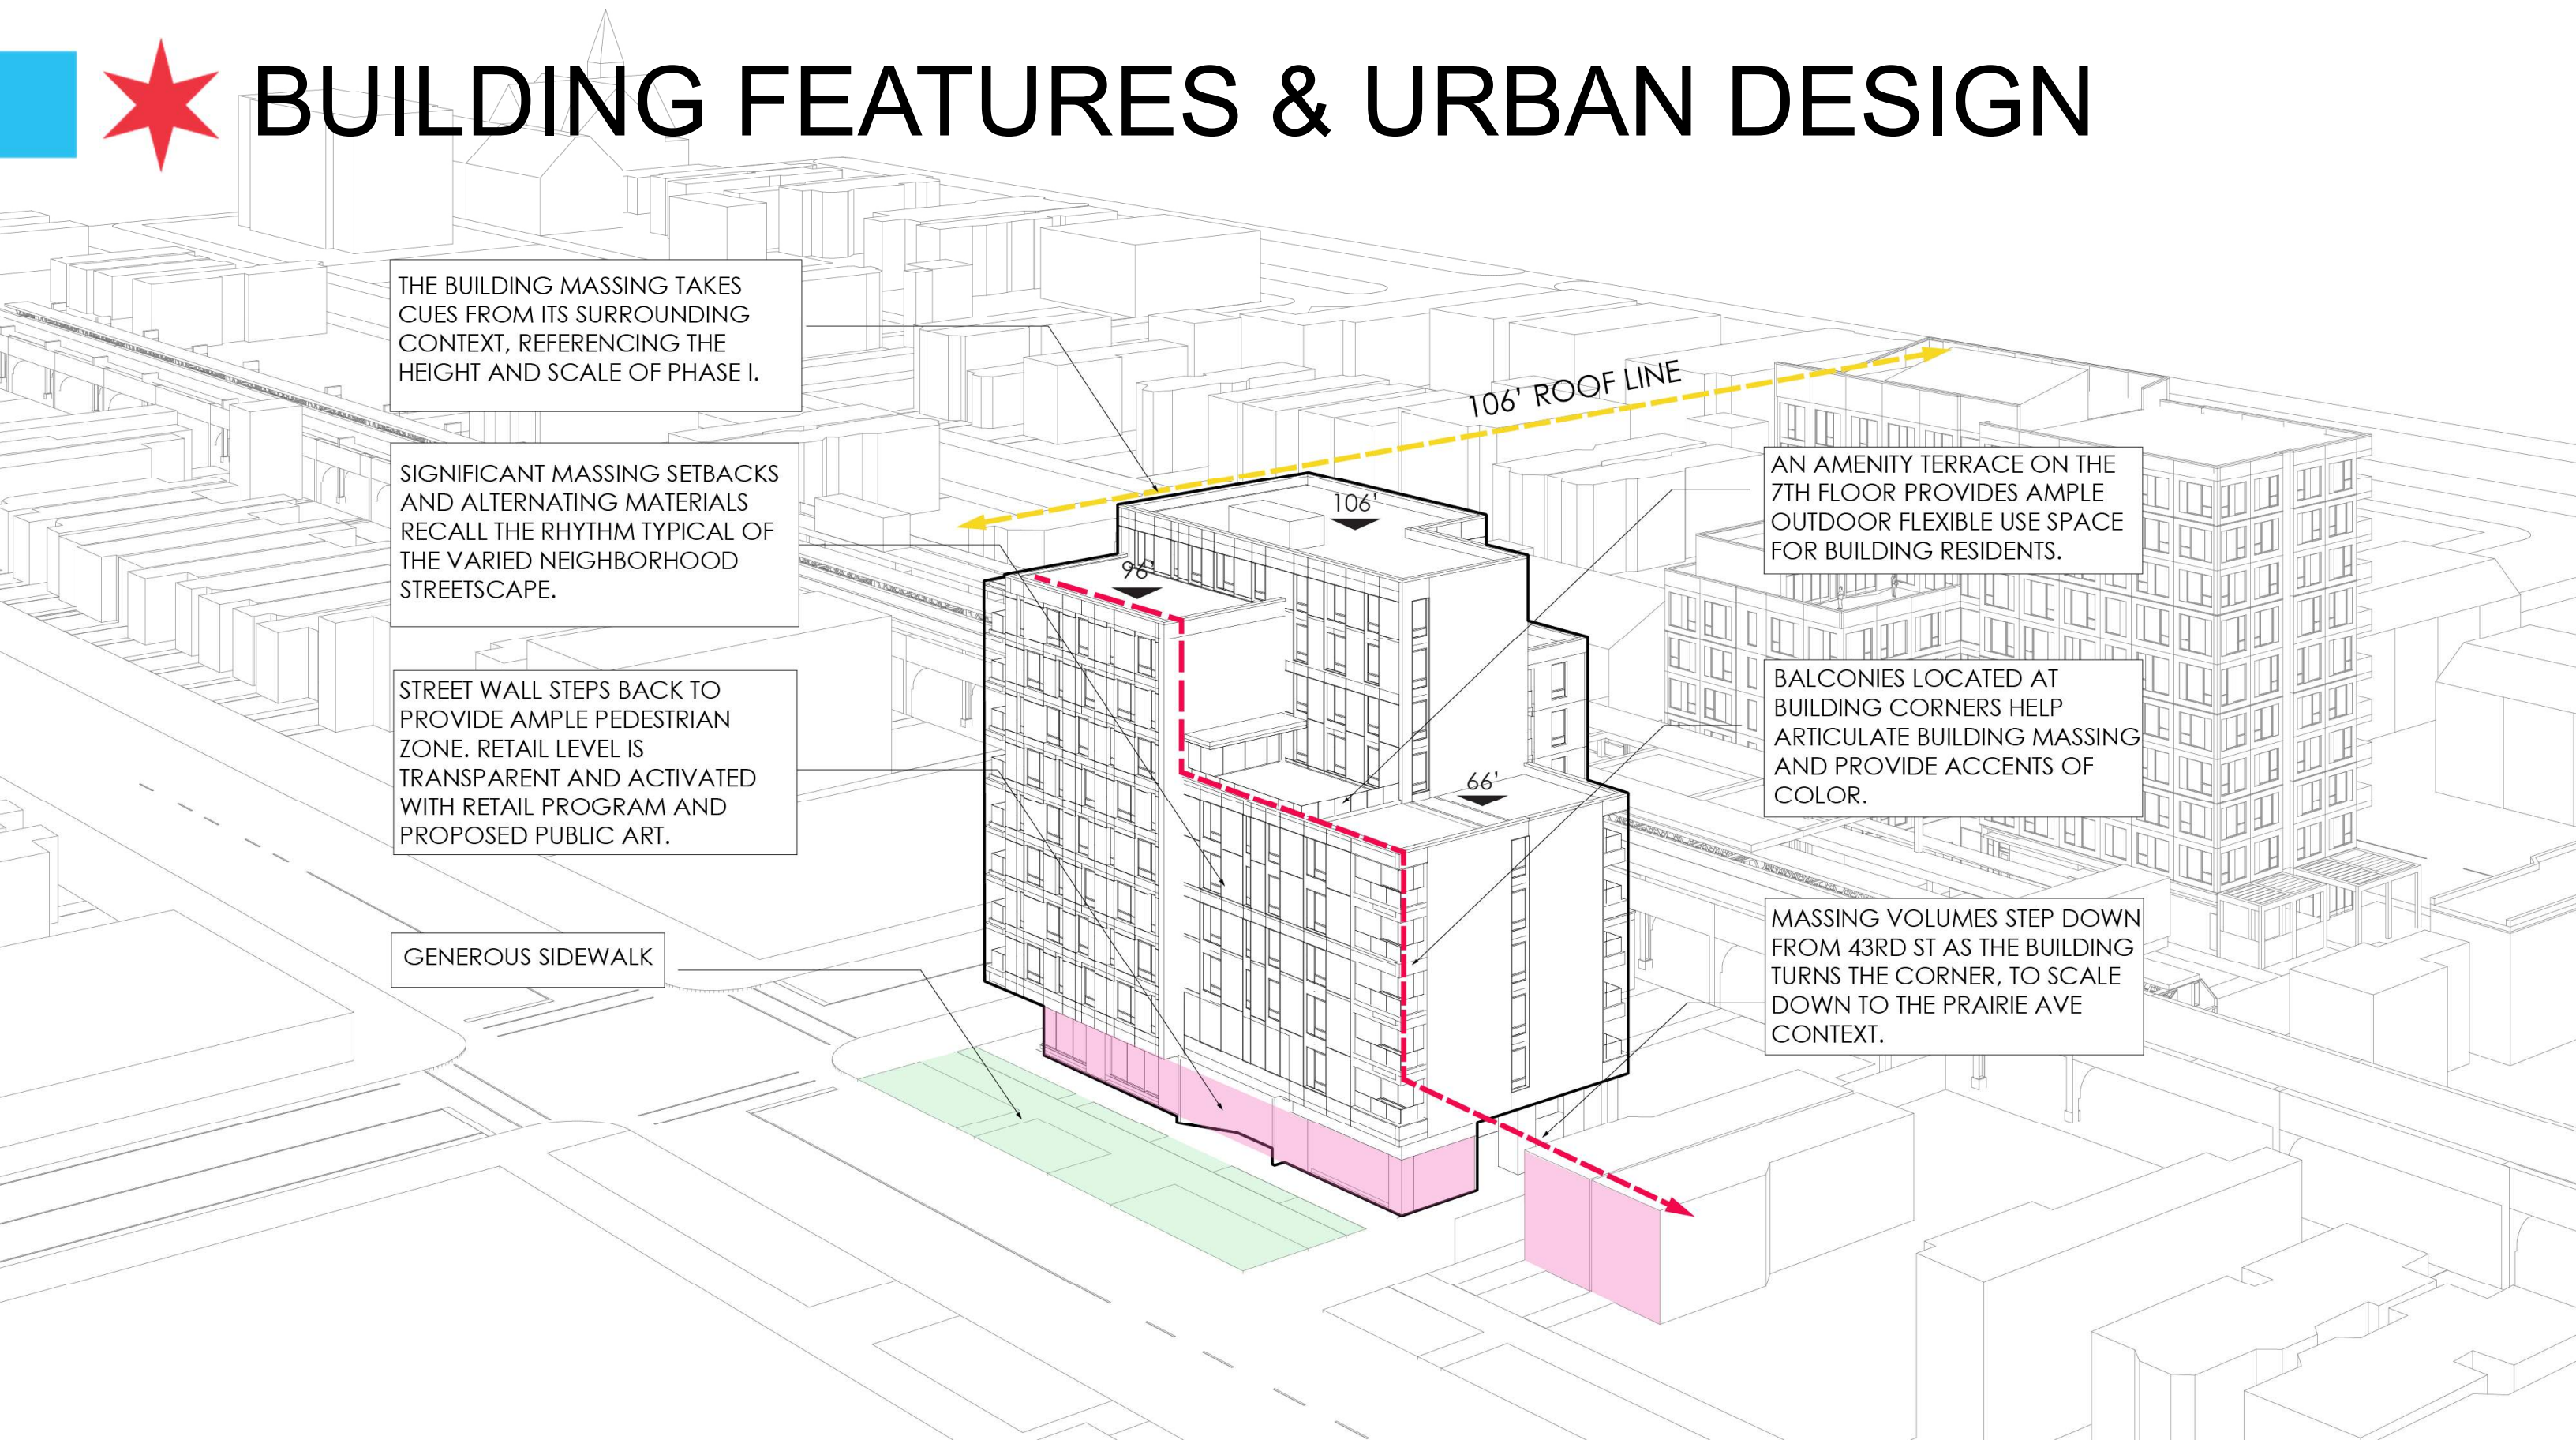 BUILDING FEATURES & URBAN DESIGN
THE BUILDING MASSING TAKES
CUES FROM ITS SURROUNDING
CONTEXT, REFERENCING THE
HEIGHT AND SCALE OF PHASE I.
SIGNIFICANT MASSING SETBACKS
AND ALTERNATING MATERIALS
RECALL THE RHYTHM TYPICAL OF
THE VARIED NEIGHBORHOOD
STREETSCAPE.
STREET WALL STEPS BACK TO
PROVIDE AMPLE PEDESTRIAN
ZONE. RETAIL LEVEL IS
TRANSPARENT AND ACTIVATED
WITH RETAIL PROGRAM AND
PROPOSED PUBLIC ART.
GENEROUS SIDEWALK
106' ROOF LINE
106'
96'
66'
AN AMENITY TERRACE ON THE
7TH FLOOR PROVIDES AMPLE
OUTDOOR FLEXIBLE USE SPACE
FOR BUILDING RESIDENTS.
BALCONIES LOCATED AT
BUILDING CORNERS HELP
ARTICULATE BUILDING MASSING
AND PROVIDE ACCENTS OF
COLOR.
MASSING VOLUMES STEP DOWN
FROM 43RD ST AS THE BUILDING
TURNS THE CORNER, TO SCALE
DOWN TO THE PRAIRIE AVE
CONTEXT.